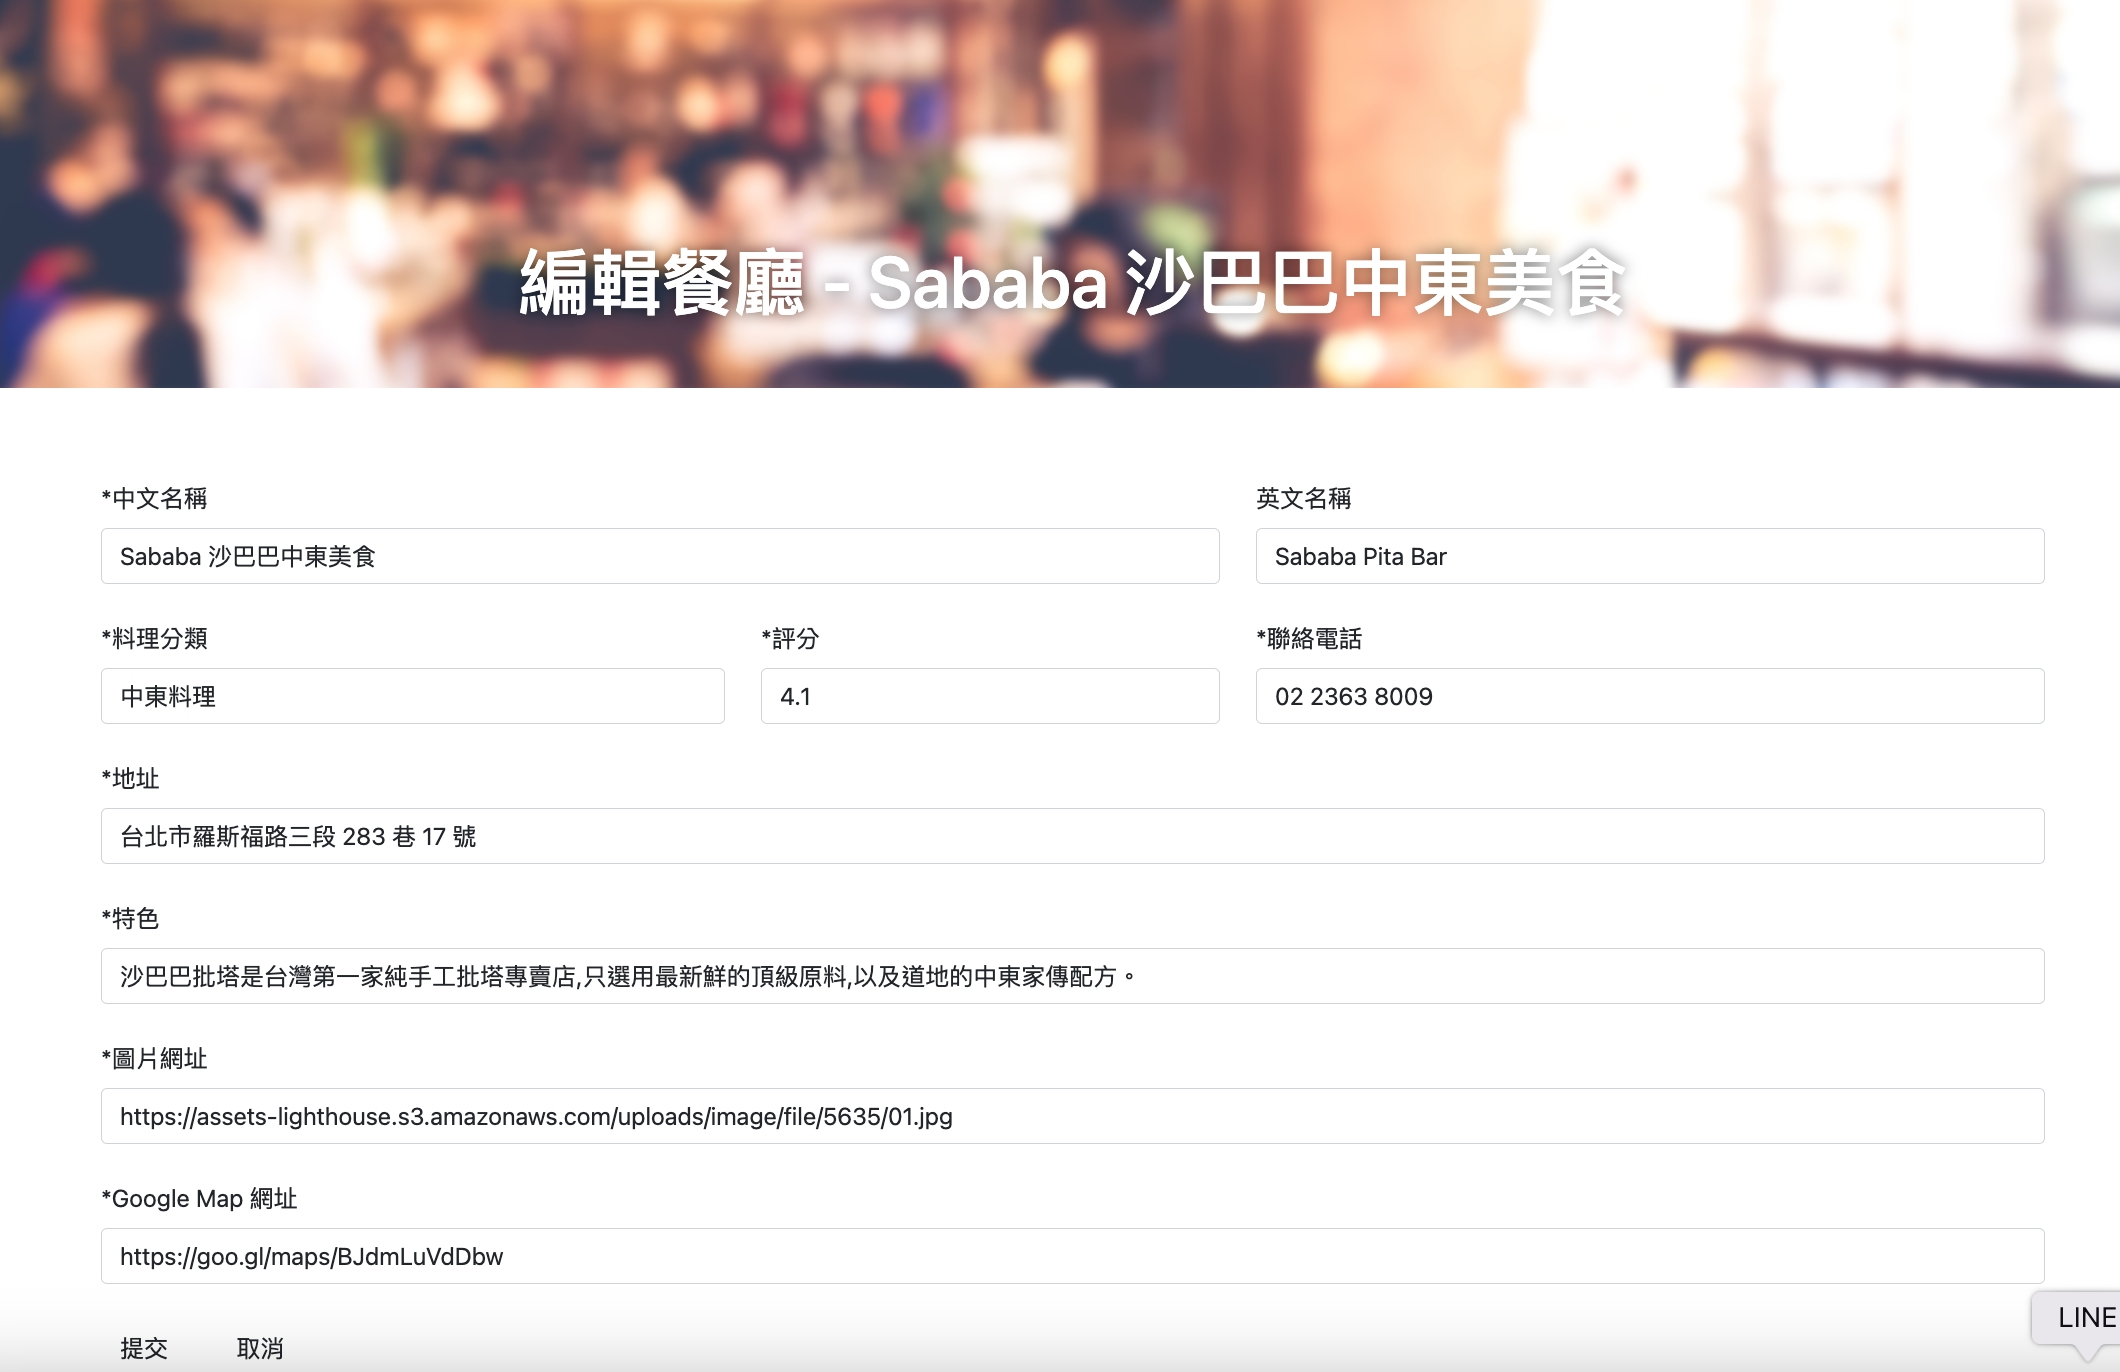 編輯餐廳 - Sababa 沙巴巴中東美食
*中文名稱
英文名稱
Sababa 沙巴巴中東美食
Sababa Pita Bar
*料理分類
*評分
*聯絡電話
中東料理
4.1
02 2363 8009
*地址
台北市羅斯福路三段 283 巷 17 號
*特色
沙巴巴批塔是台灣第一家純手工批塔專賣店,只選用最新鮮的頂級原料,以及道地的中東家傳配方。
*圖片網址
https://assets-lighthouse.s3.amazonaws.com/uploads/image/file/5635/01.jpg
*Google Map 網址
https://goo.gl/maps/BJdmLuVdDbw
提交
取消
LINE